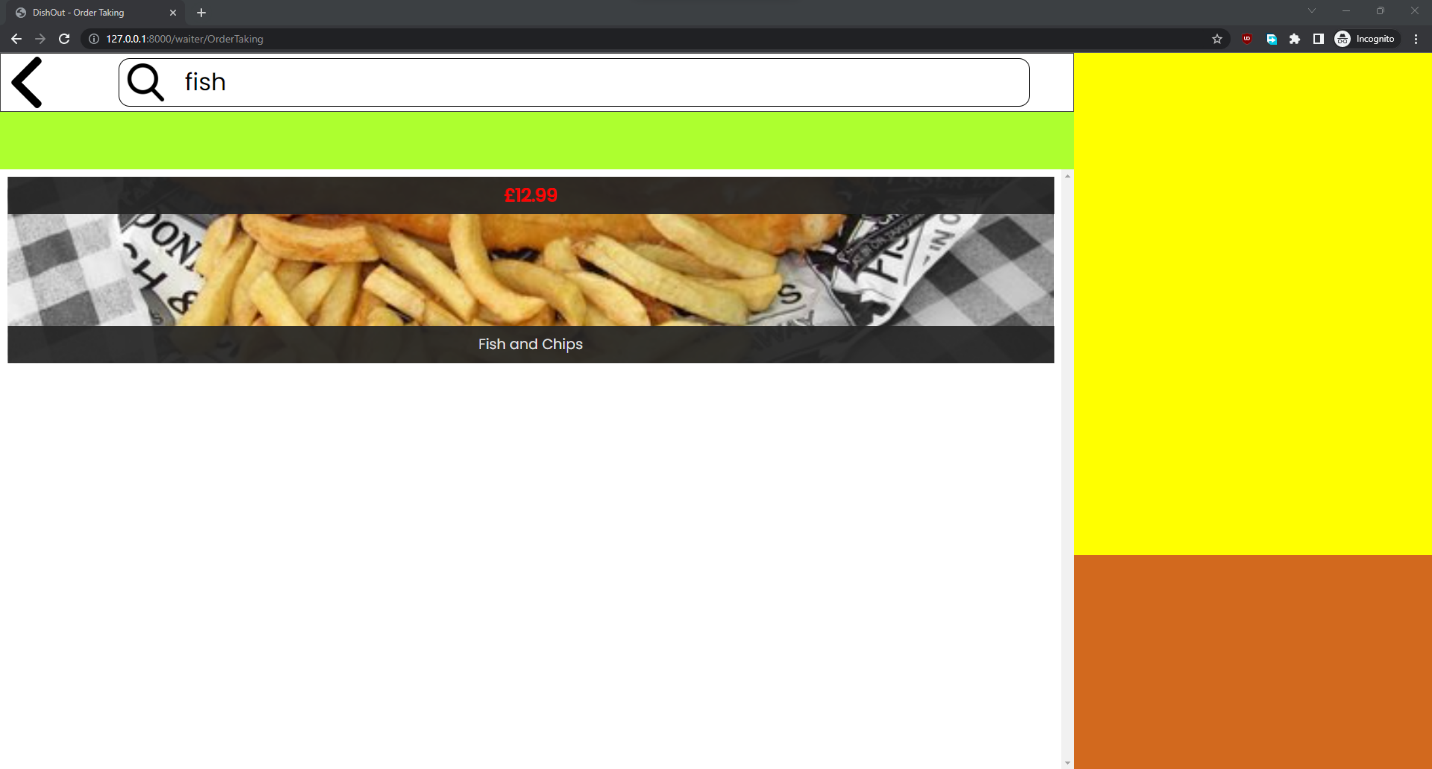 DishOut - Order Taking
127.0.0.1:8000/waiter/OrderTaking
Incognito
fish
£12.99
Fish and Chips